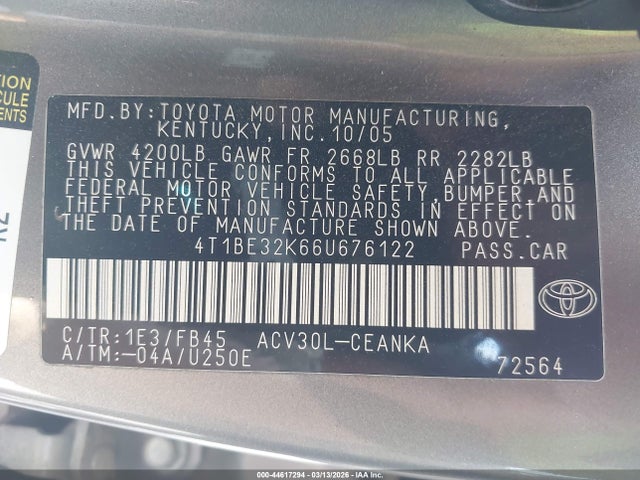 TION
CULE
ENTS
MFD.BY:TOYOTA MOTOR MANUFACTURING,
KENTUCKY, INC. 10/05
GVWR 4200LB GAWR FR 2668LB RR 2282LB
THIS VEHICLE CONFORMS TO ALL APPLICABLE
FEDERAL MOTOR VEHICLE SAFETY, BUMPER, AND
THEFT PREVENTION STANDARDS IN EFFECT ON
THE DATE OF MANUFACTURE SHOWN ABOVE.
4T1BE32K66U676122 PASS.CAR
C/TR:1E3/FB45 ACV30L-CEANKA
A/TM:-04A/U250E 72564
000-44617294 | 03/13/2026 | IAA Inc.